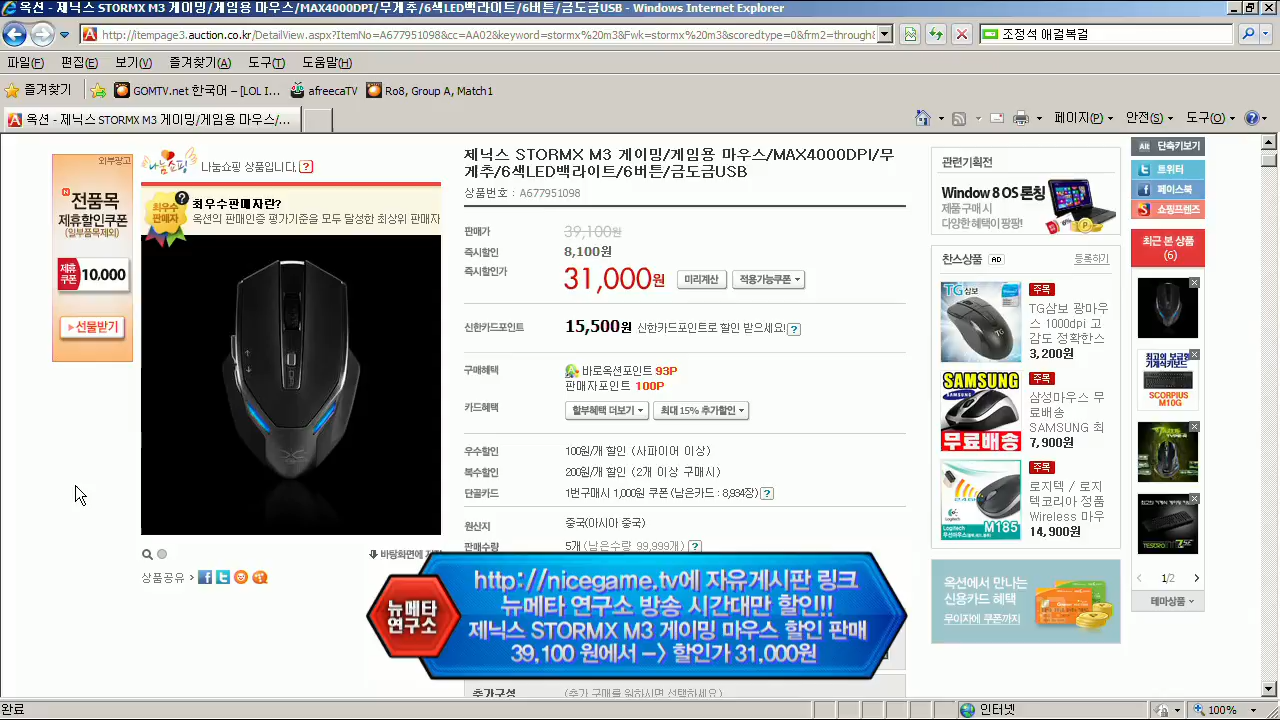 옥션 - 제닉스 STORMX M3 게이밍/게임용 마우스/MAX4000DPI/무게추/6색LED백라이트/6버튼/금도금USB - Windows Internet Explorer
http://itempage3.auction.co.kr/DetailView.aspx?ItemNo=A677951098&cc=AA02&keyword=stormx%20m3&Fwk=stormx%20m3&scoredtype=0&frm2=through&
조정석 애걸복걸
파일(F) 편집(E) 보기(V) 즐겨찾기(A) 도구(T) 도움말(H)
즐겨찾기 GOMTV.net 한국어 – [LOL I... afreecaTV Ro8, Group A, Match1
옥션 - 제닉스 STORMX M3 게이밍/게임용 마우스/...
페이지(P) 안전(S) 도구(O)
외부광고
N
전품목
제휴할인쿠폰
(일부품목제외)
제휴쿠폰 10,000
선물받기
나눔쇼핑 나눔쇼핑 상품입니다. ?
최우수 판매자
최우수판매자란?
옥션의 판매인증 평가기준을 모두 달성한 최상위 판매자
바탕화면에 저
상품공유
제닉스 STORMX M3 게이밍/게임용 마우스/MAX4000DPI/무
게추/6색LED백라이트/6버튼/금도금USB
상품번호 : A677951098
판매가 39,100원
즉시할인 8,100원
즉시할인가 31,000원 미리계산 적용가능쿠폰
신한카드포인트 15,500원 신한카드포인트로 할인 받으세요! ?
구매혜택 바로옥션포인트 93P
판매자포인트 100P
카드혜택 할부혜택 더보기 최대 15% 추가할인
우수할인 100원/개 할인 (사파이어 이상)
복수할인 200원/개 할인 (2개 이상 구매시)
단골카드 1번구매시 1,000원 쿠폰 (남은카드 : 8,984장) ?
원산지 중국(아시아 중국)
판매수량 5개 (남은수량 99,999개) ?
추가구성 (추가 구매를 원하시면 선택하세요)
관련기획전
Window 8 OS 론칭
제품 구매 시
다양한 혜택이 팡팡!
찬스상품 AD 등록하기
TG삼보
TG
주목
TG삼보 광마우
스 1000dpi 고
감도 정확한스
3,200원
SAMSUNG
무료배송
주목
삼성마우스 무
료배송
SAMSUNG 최
7,900원
Logitech
무선마우스
M185
주목
로지텍 / 로지
텍코리아 정품
Wireless 마우
14,900원
옥션에서 만나는
신용카드 혜택
무이자에 쿠폰까지
단축키보기
트위터
페이스북
쇼핑프렌즈
최근 본 상품
(6)
최고의 보급형
기계식키보드
SCORPIUS
M10G
TESORO
1/2
테마상품
뉴메타
연구소
http://nicegame.tv에 자유게시판 링크
뉴메타 연구소 방송 시간대만 할인!!
제닉스 STORMX M3 게이밍 마우스 할인 판매
39,100 원에서 -> 할인가 31,000원
완료 인터넷 100%